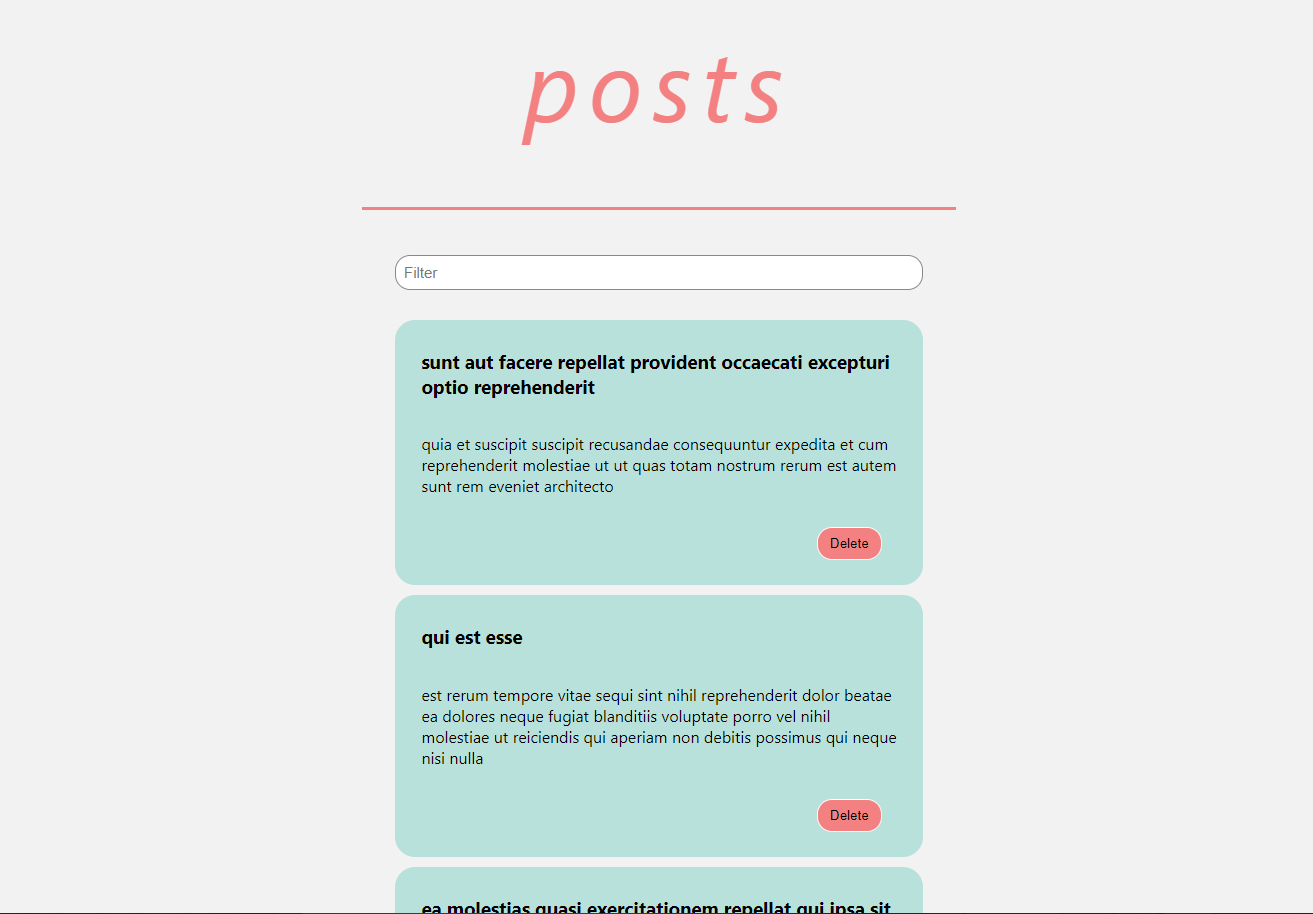 posts
Filter
sunt aut facere repellat provident occaecati excepturi
optio reprehenderit
quia et suscipit suscipit recusandae consequuntur expedita et cum
reprehenderit molestiae ut ut quas totam nostrum rerum est autem
sunt rem eveniet architecto
Delete
qui est esse
est rerum tempore vitae sequi sint nihil reprehenderit dolor beatae
ea dolores neque fugiat blanditiis voluptate porro vel nihil
molestiae ut reiciendis qui aperiam non debitis possimus qui neque
nisi nulla
Delete
ea molestias quasi exercitationem repellat qui ipsa sit